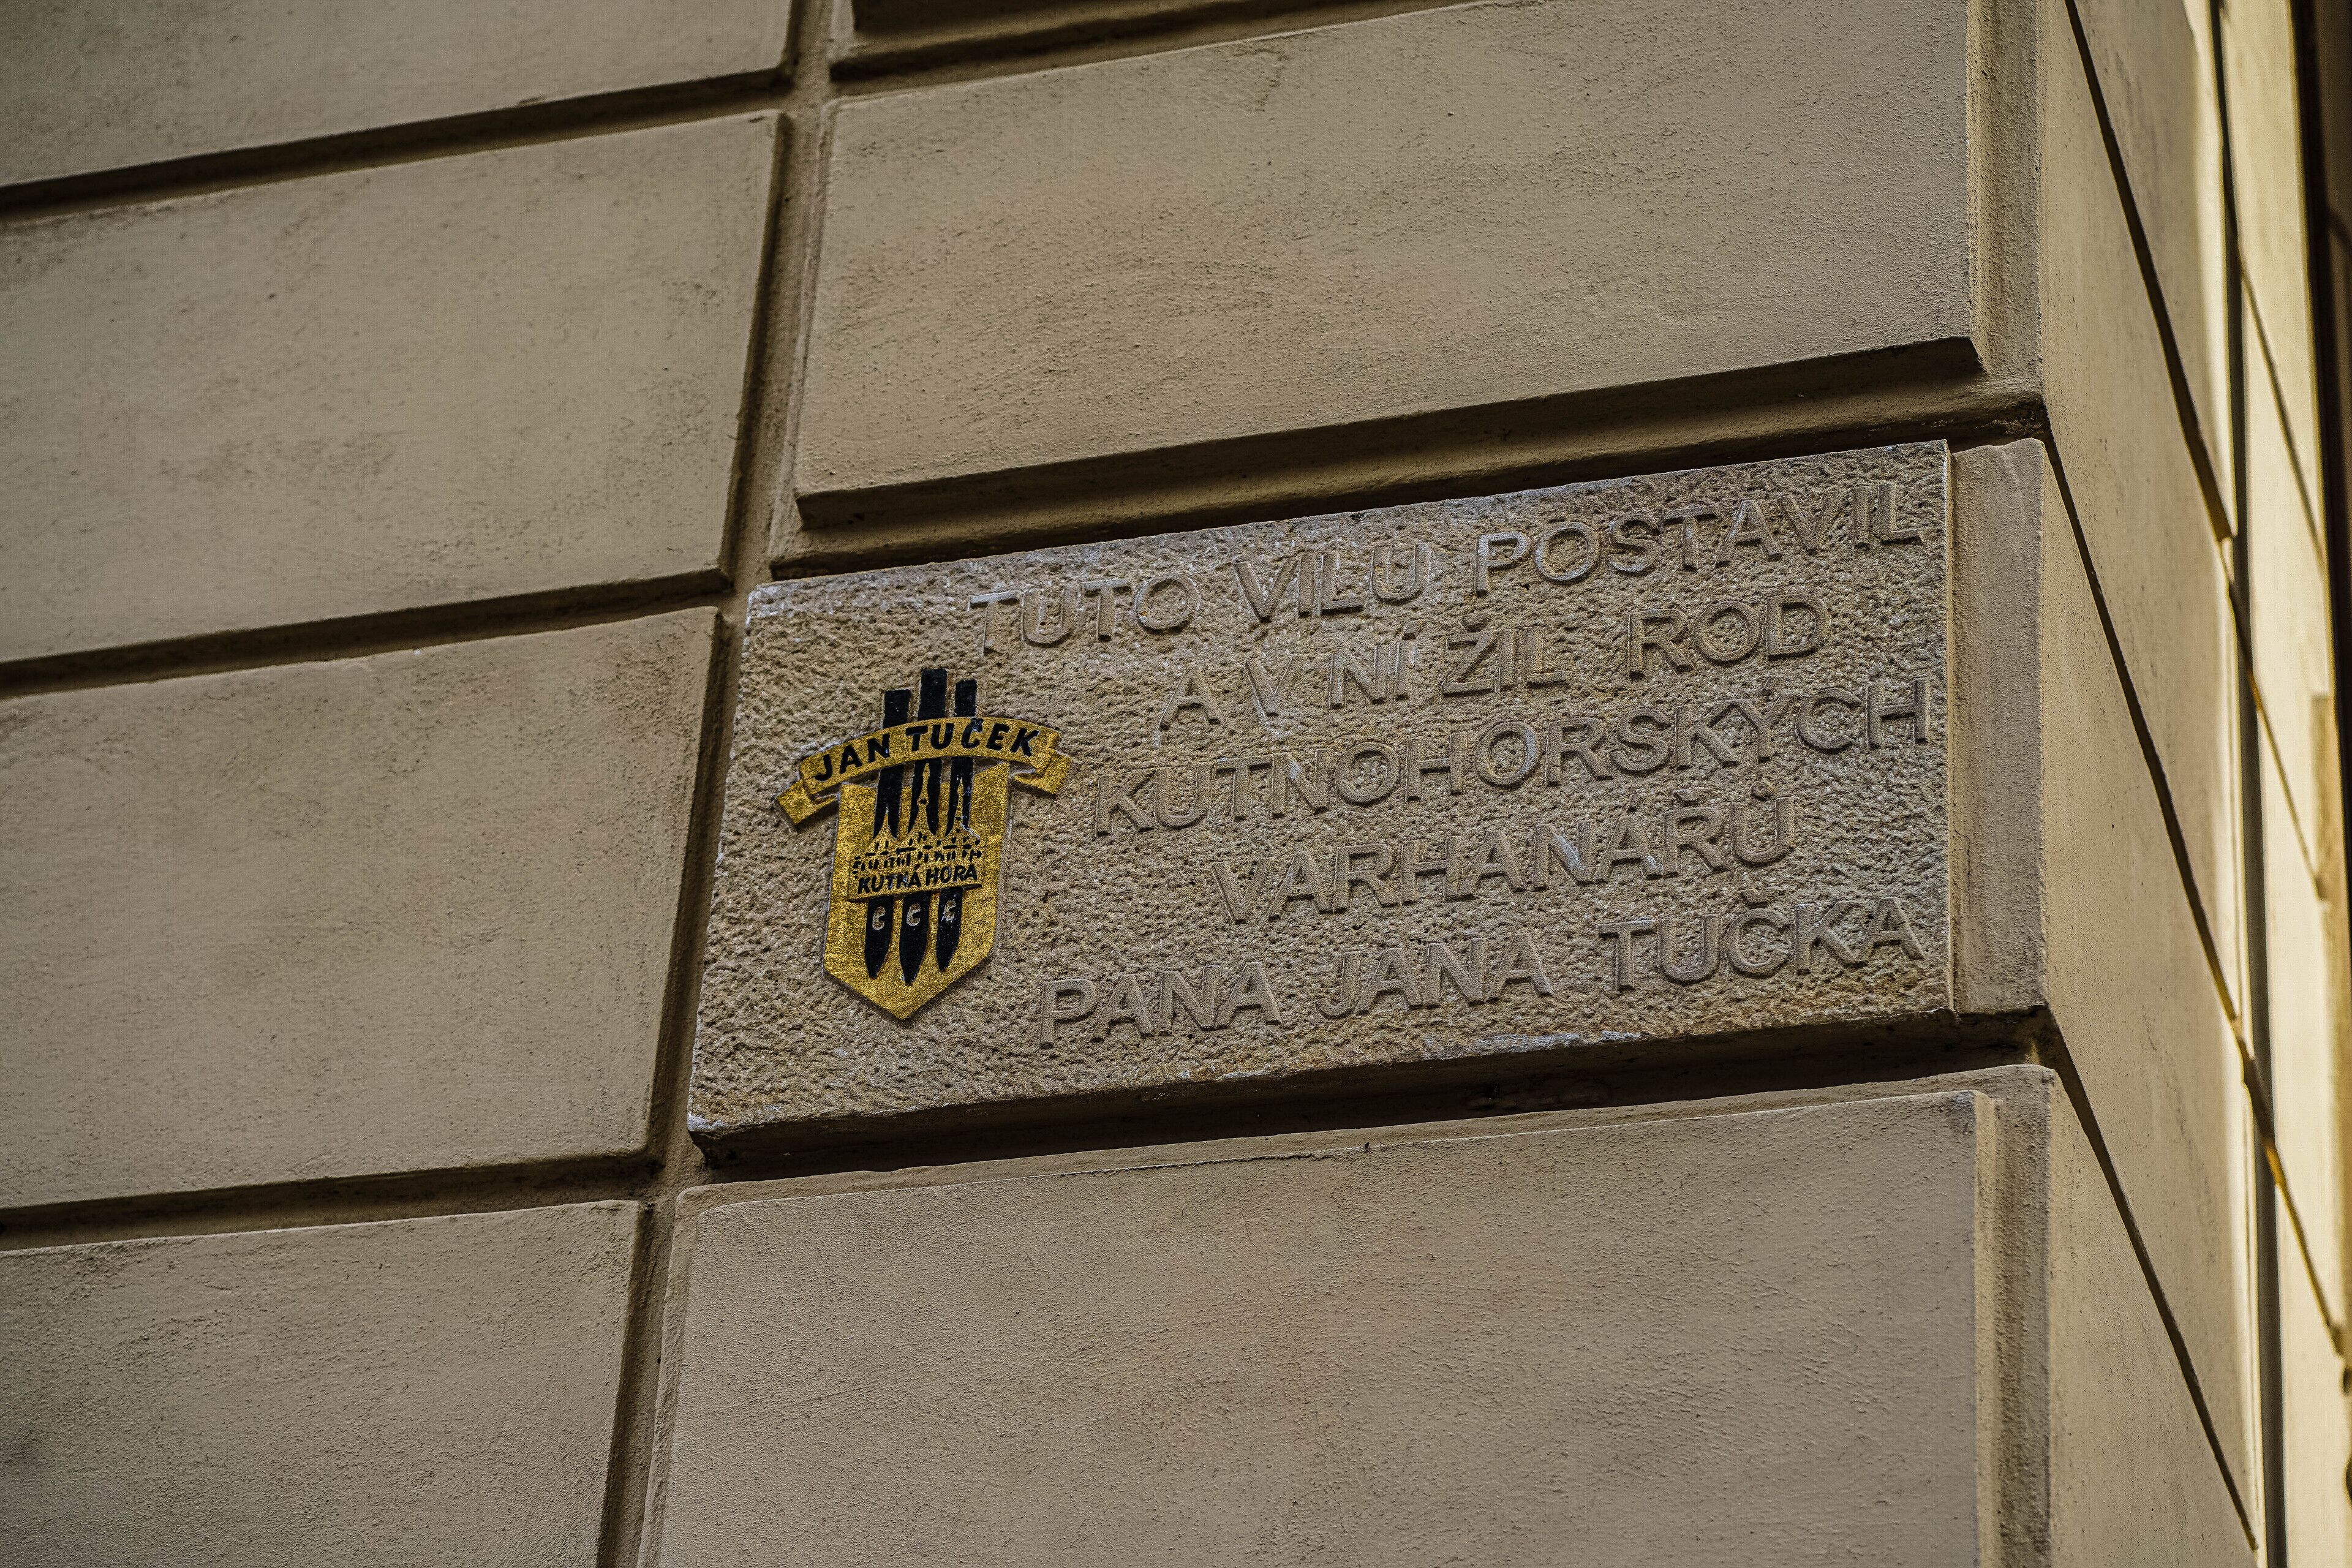 TUTO VILU POSTAVIL
A V NÍ ŽIL ROD
KUTNOHORSKÝCH
VARHANÁŘŮ
PANA JANA TUČKA
JAN TUČEK
KUTNÁ HORA